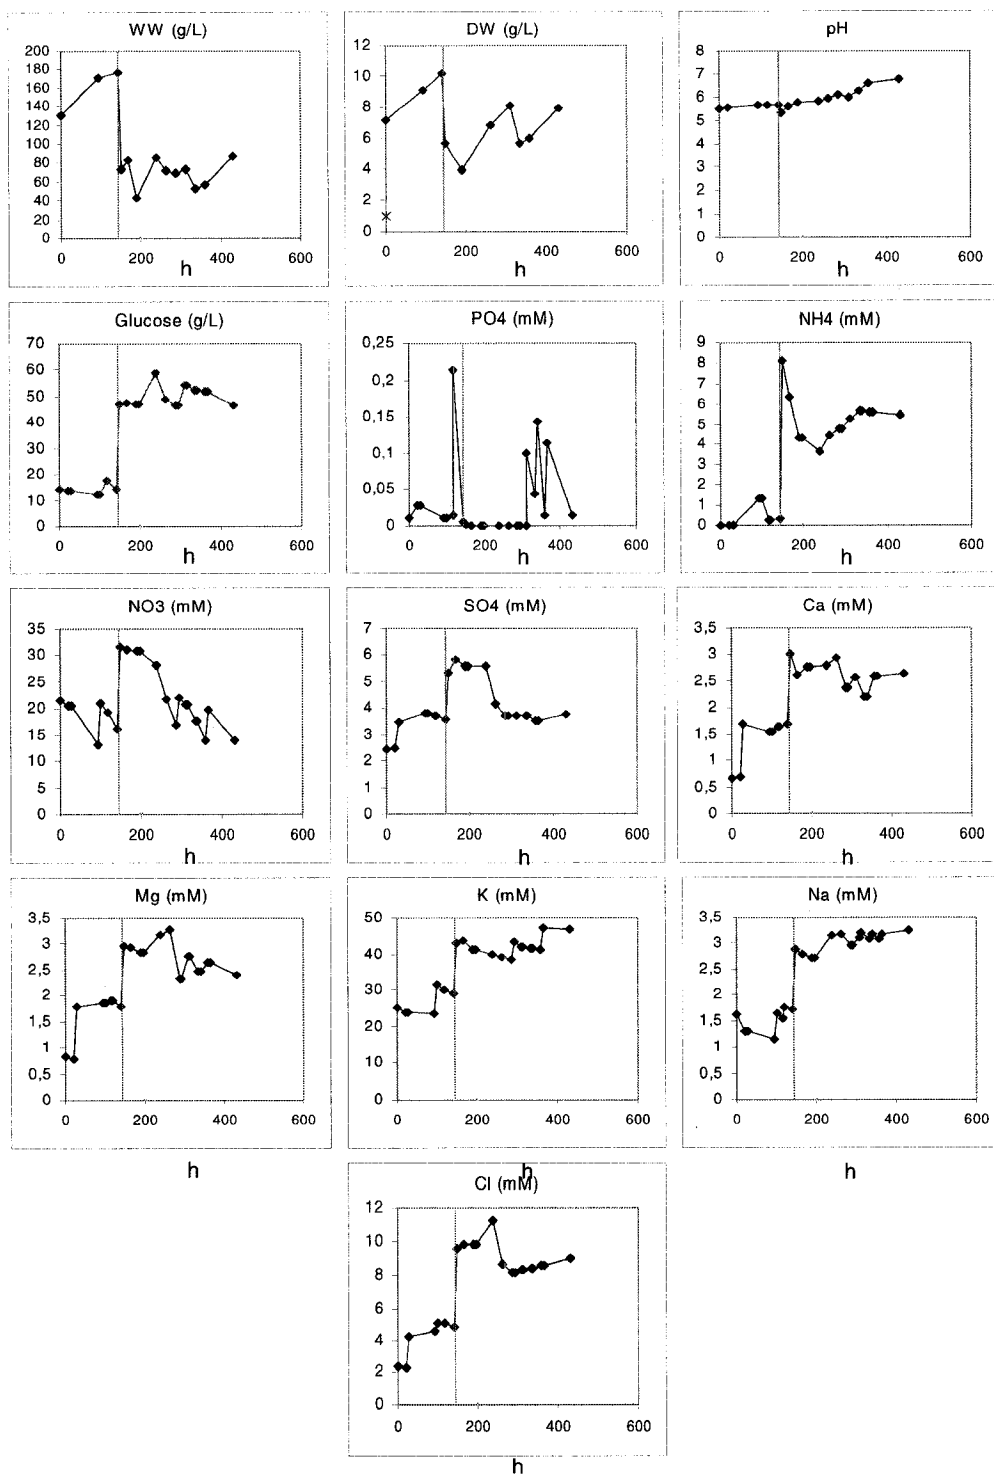 WW (g/L)
200
180
160
140
120
100
80
60
40
20
0
0 200 400 600
h
DW (g/L)
12
10
8
6
4
2
0
0 200 400 600
h
pH
8
7
6
5
4
3
2
1
0
0 200 400 600
h
Glucose (g/L)
70
60
50
40
30
20
10
0
0 200 400 600
h
PO4 (mM)
0,25
0,2
0,15
0,1
0,05
0
0 200 400 600
h
NH4 (mM)
9
8
7
6
5
4
3
2
1
0
0 200 400 600
h
NO3 (mM)
35
30
25
20
15
10
5
0
0 200 400 600
h
SO4 (mM)
7
6
5
4
3
2
1
0
0 200 400 600
h
Ca (mM)
3,5
3
2,5
2
1,5
1
0,5
0
0 200 400 600
h
Mg (mM)
3,5
3
2,5
2
1,5
1
0,5
0
0 200 400 600
h
K (mM)
50
40
30
20
10
0
0 200 400 600
h
Na (mM)
3,5
3
2,5
2
1,5
1
0,5
0
0 200 400 600
h
Cl (mM)
12
10
8
6
4
2
0
0 200 400 600
h